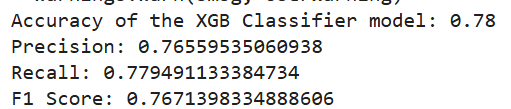 Accuracy of the XGB Classifier model: 0.78
Precision: 0.76559535060938
Recall: 0.779491133384734
F1 Score: 0.7671398334888606